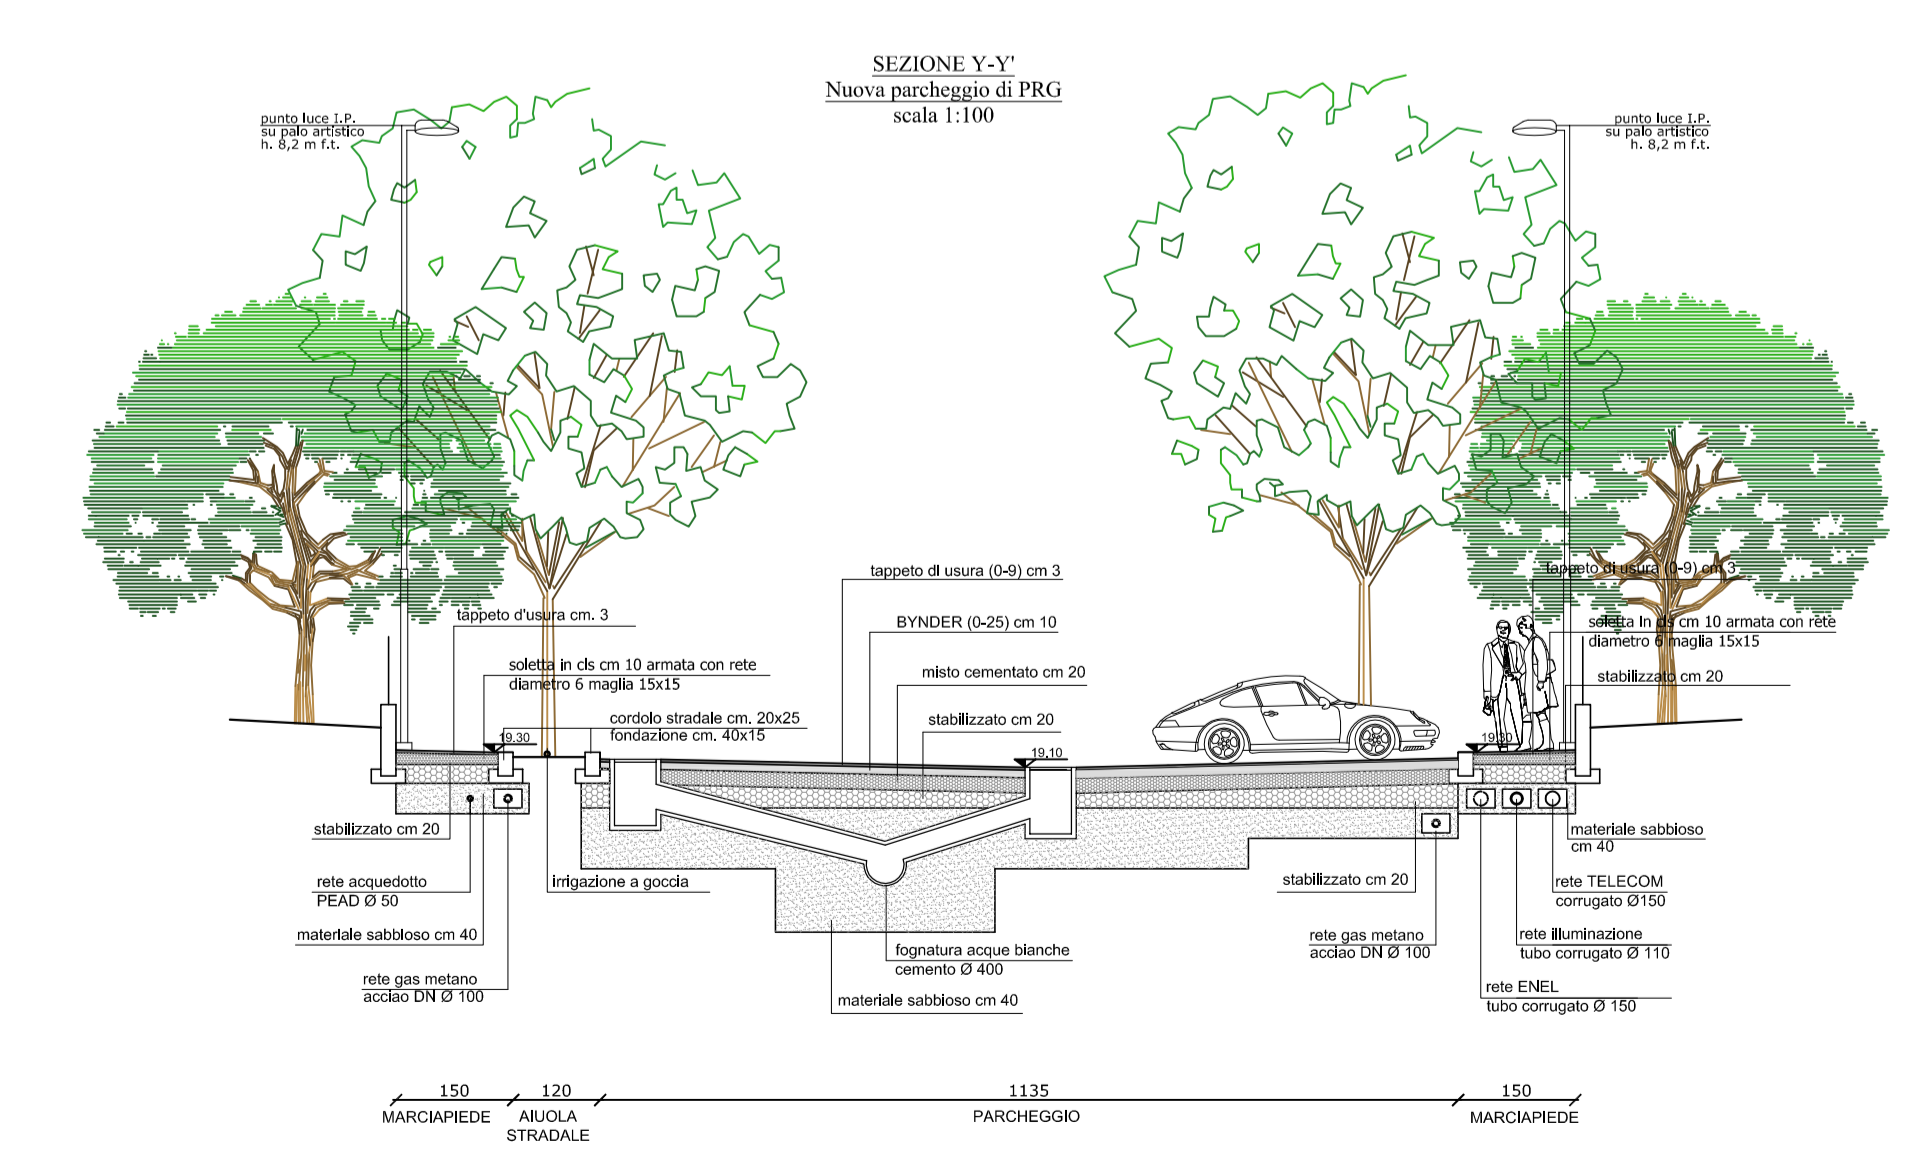 SEZIONE Y-Y'
Nuova parcheggio di PRG
scala 1:100
punto luce I.P.
su palo artistico
h. 8,2 m f.t.
punto luce I.P.
su palo artistico
h. 8,2 m f.t.
tappeto di usura (0-9) cm 3
tappeto di usura (0-9) cm 3
tappeto d'usura cm. 3
BYNDER (0-25) cm 10
soletta in cls cm 10 armata con rete
diametro 6 maglia 15x15
soletta in cls cm 10 armata con rete
diametro 6 maglia 15x15
misto cementato cm 20
stabilizzato cm 20
cordolo stradale cm. 20x25
fondazione cm. 40x15
stabilizzato cm 20
19.30
19.10
19.30
stabilizzato cm 20
materiale sabbioso
cm 40
rete acquedotto
PEAD Ø 50
irrigazione a goccia
stabilizzato cm 20
rete TELECOM
corrugato Ø150
materiale sabbioso cm 40
fognatura acque bianche
cemento Ø 400
rete gas metano
acciao DN Ø 100
rete illuminazione
tubo corrugato Ø 110
rete gas metano
acciao DN Ø 100
materiale sabbioso cm 40
rete ENEL
tubo corrugato Ø 150
150
120
1135
150
MARCIAPIEDE
AIUOLA
STRADALE
PARCHEGGIO
MARCIAPIEDE